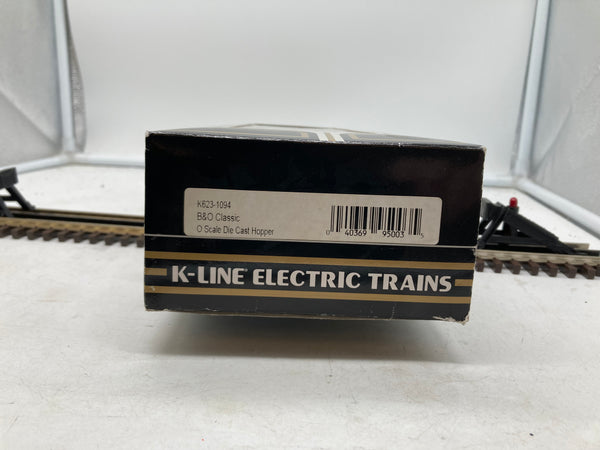 K623-1094
B&O Classic
O Scale Die Cast Hopper
0 40369 95003 5
K-LINE ELECTRIC TRAINS